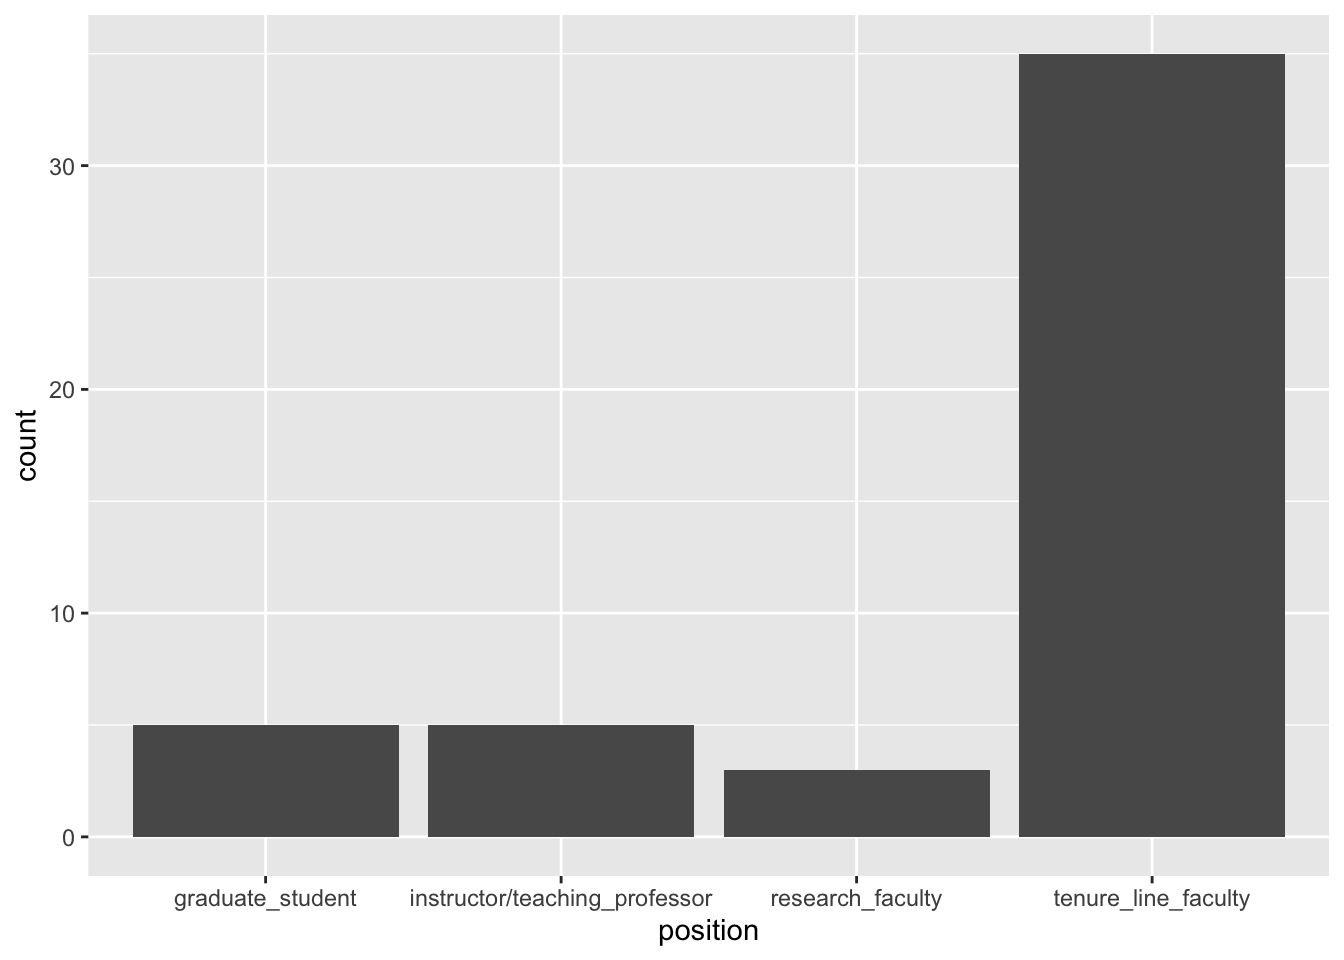 30
20
10
0
count
graduate_student
instructor/teaching_professor
research_faculty
tenure_line_faculty
position